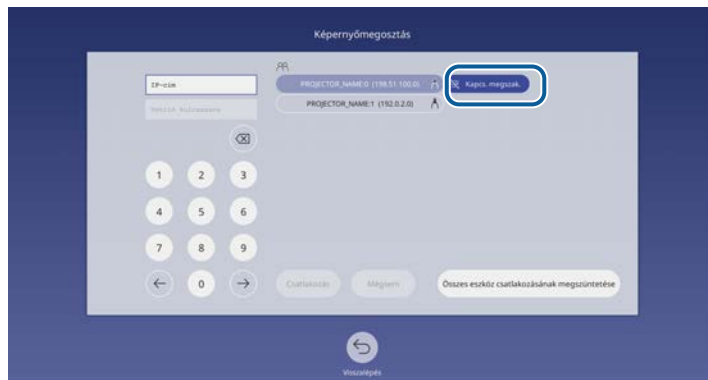 Képernyőmegosztás
IP-cím
PROJECTOR_NAME:0 (198.51.100.0)
Kapcs. megszak.
PROJECTOR_NAME:1 (192.0.2.0)
1 2 3
4 5 6
7 8 9
← 0 →
Csatlakozás
Mégsem
Összes eszköz csatlakozásának megszüntetése
Visszalépés